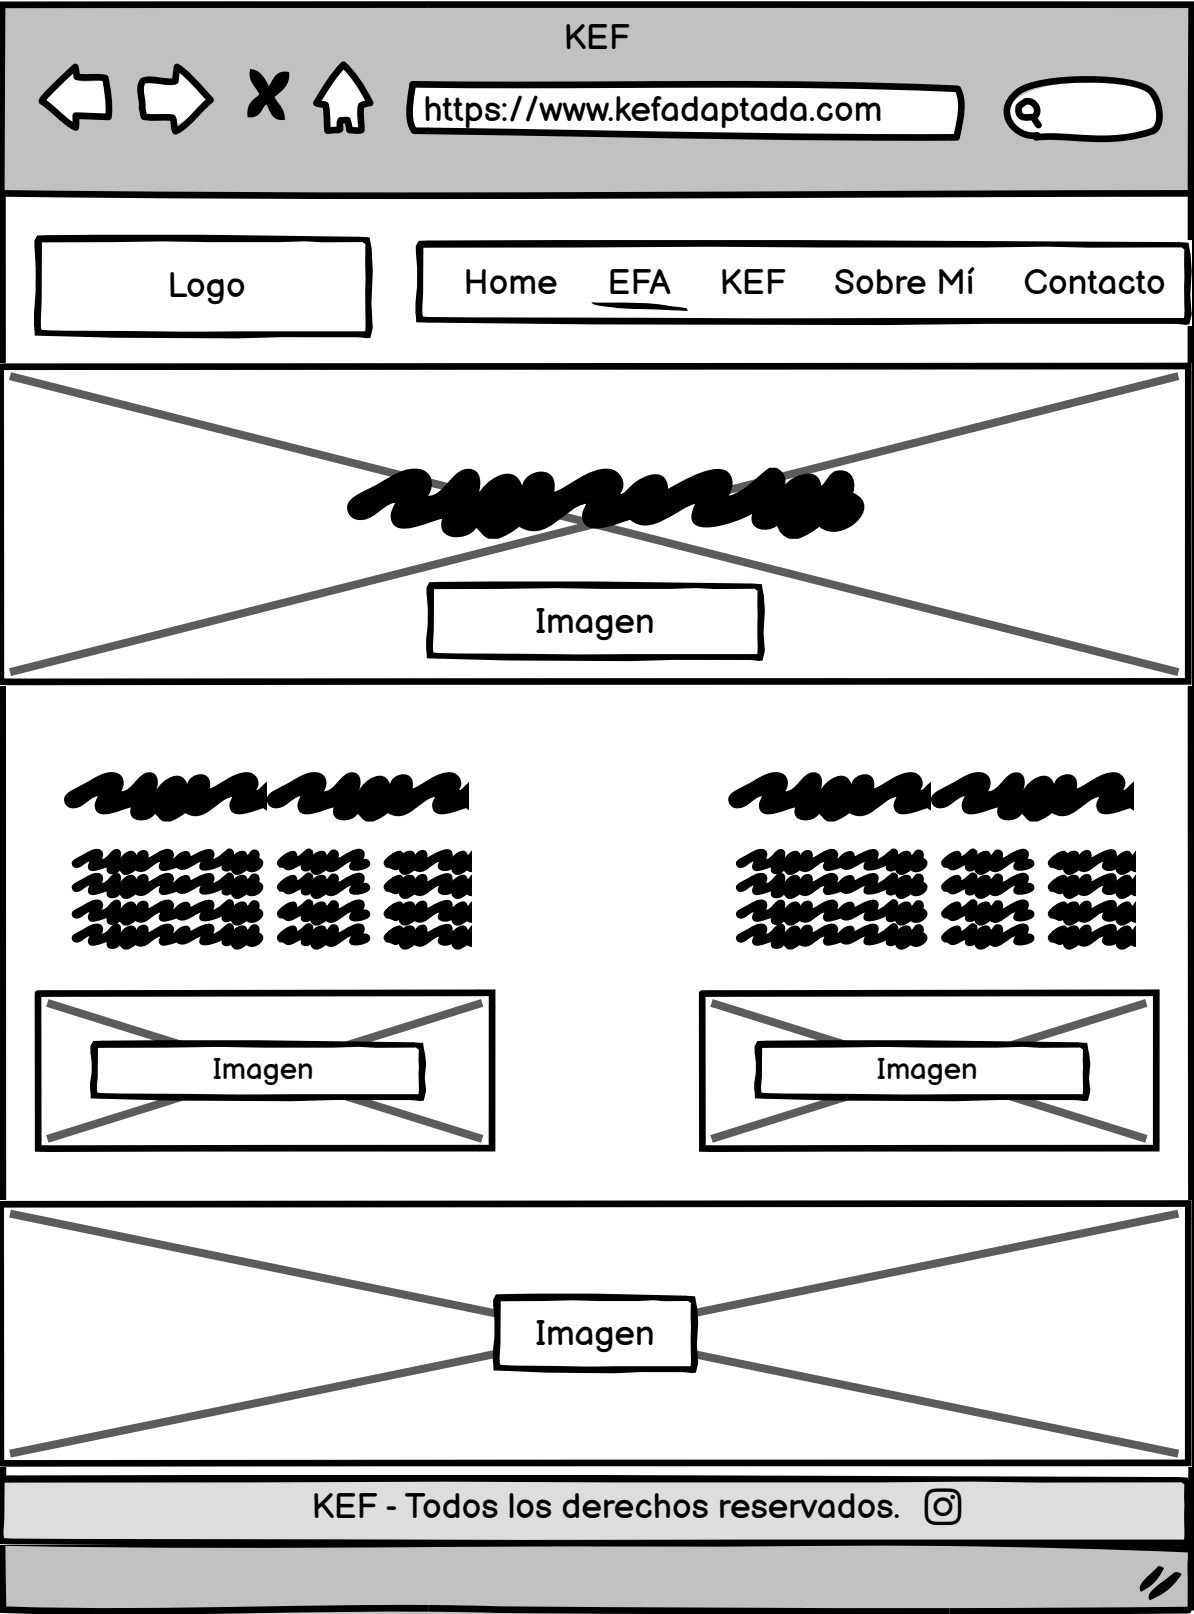 KEF
https://www.kefadaptada.com
Logo
Home EFA KEF Sobre Mí Contacto
Imagen
Imagen Imagen
Imagen
KEF - Todos los derechos reservados.